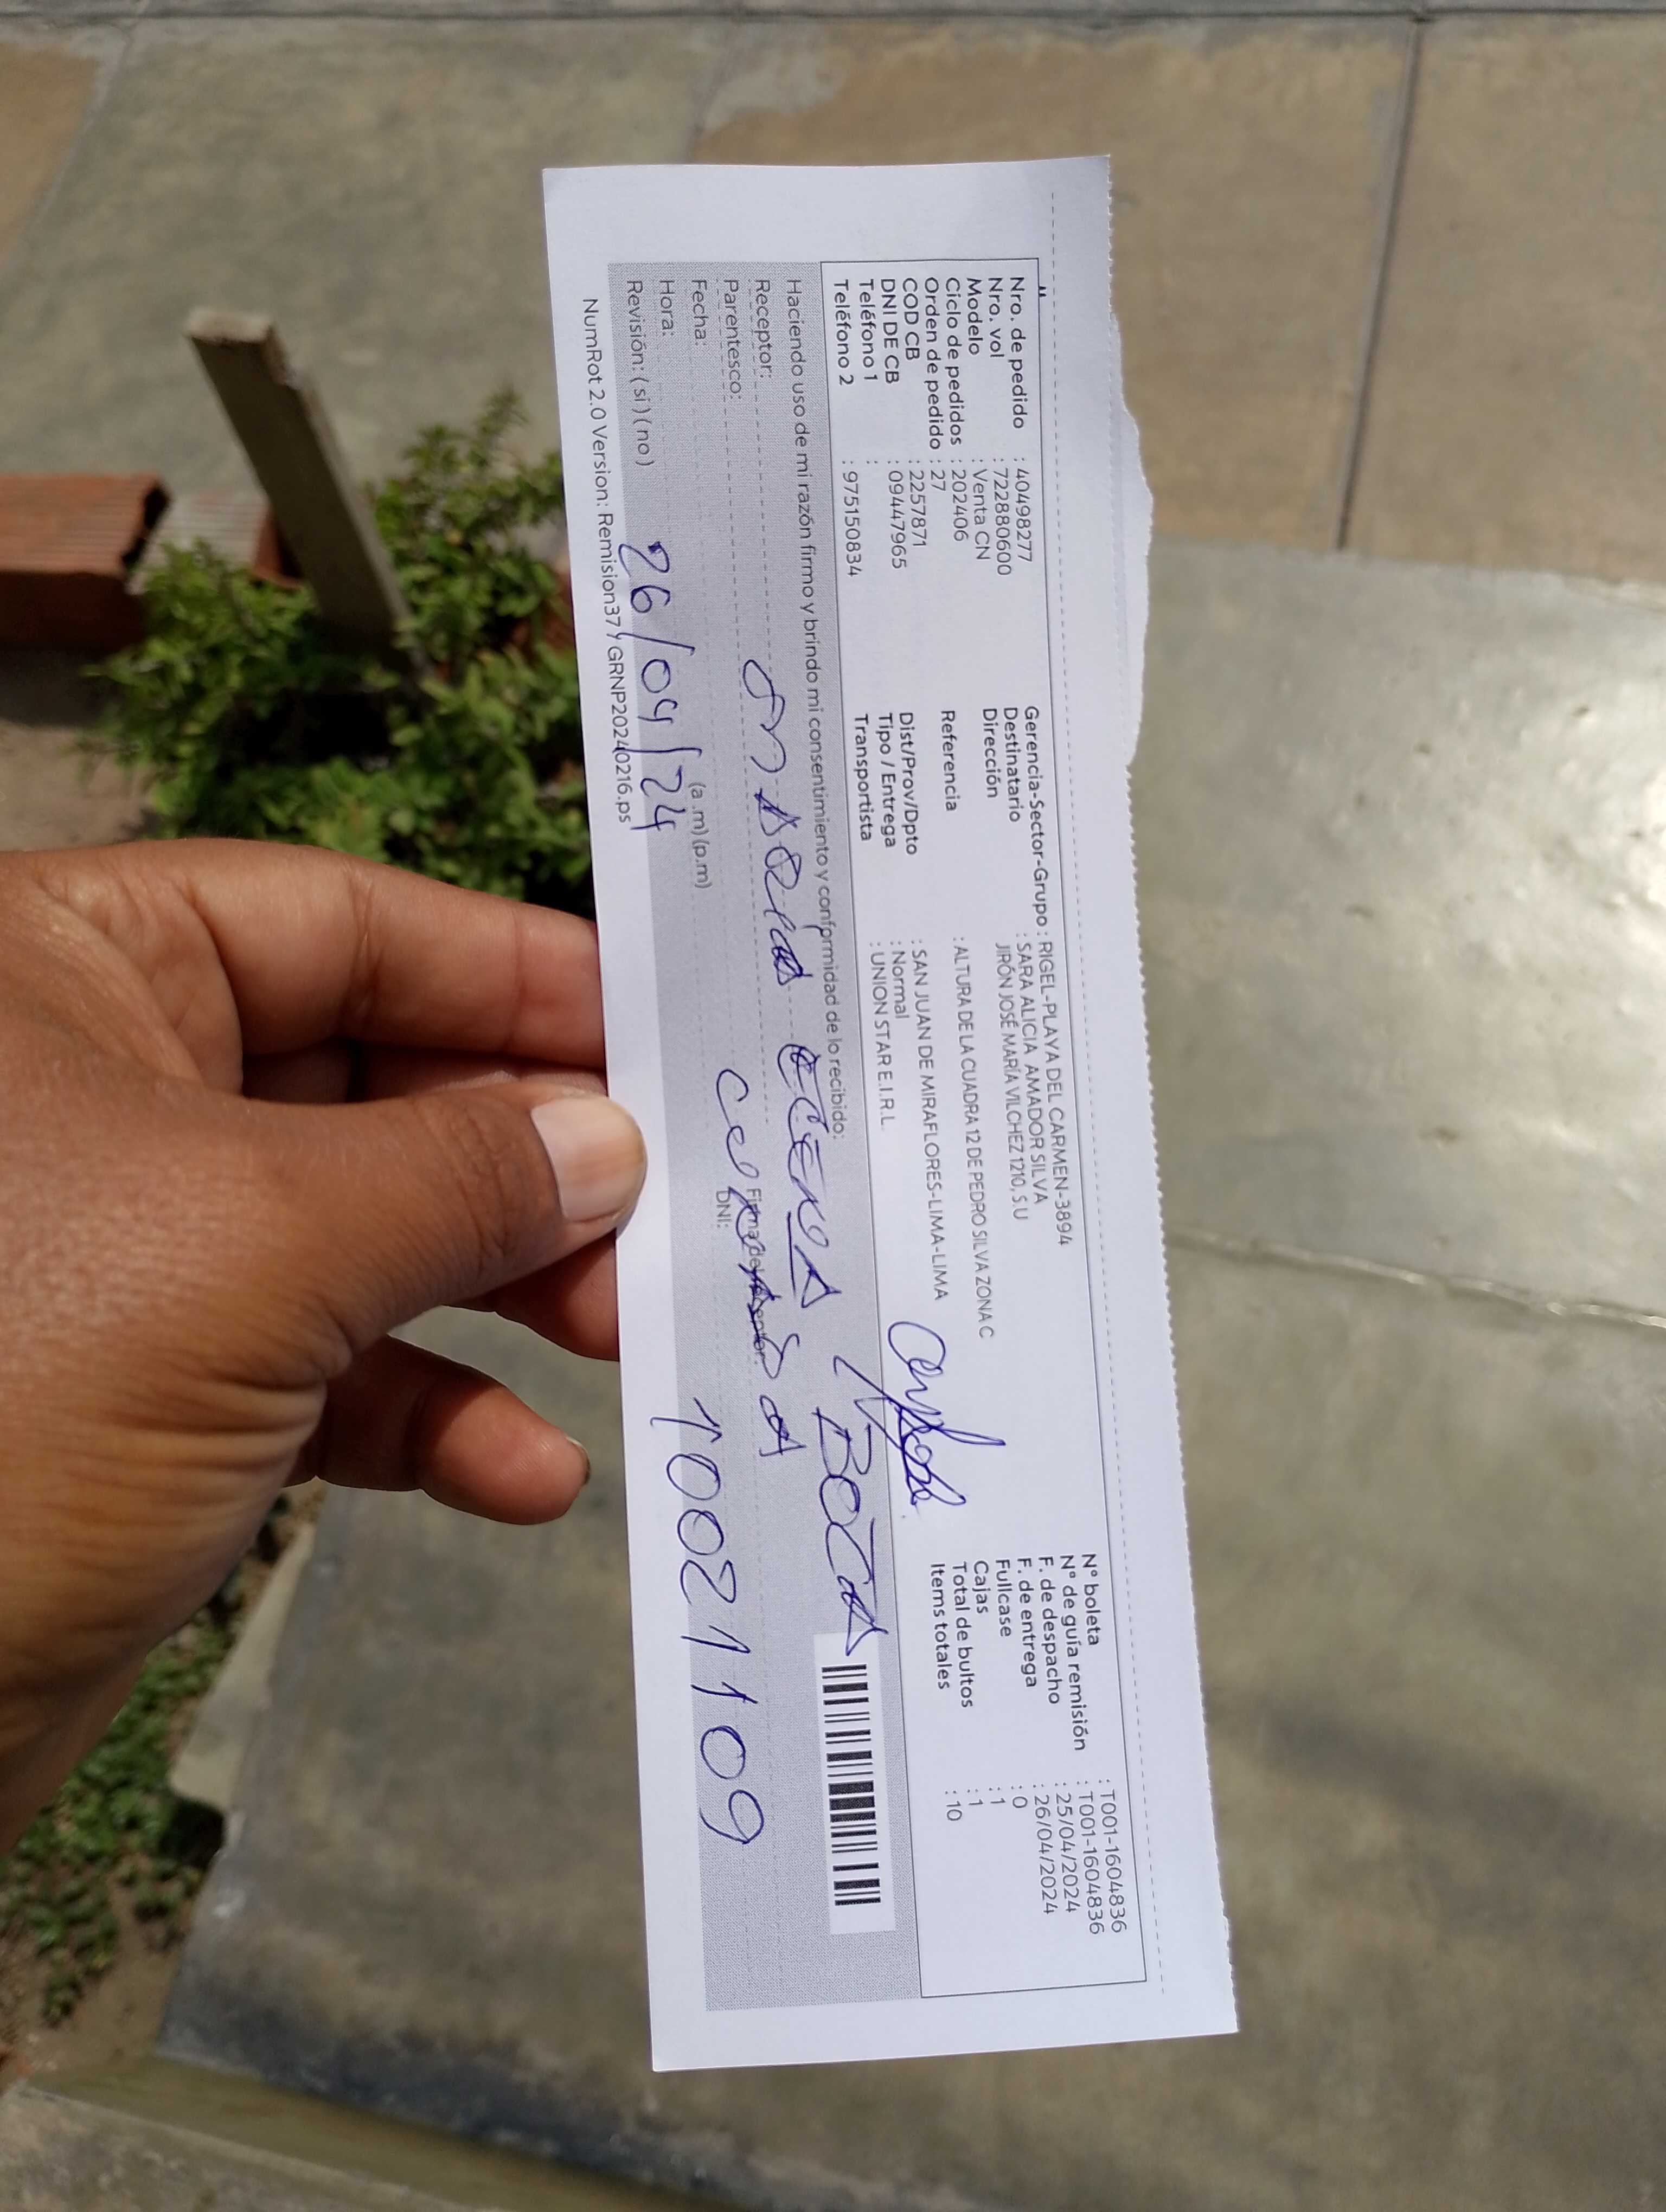 Nro. de pedido : 40498277
Nro. vol : 722880600
Modelo : Venta CN
Ciclo de pedidos : 202406
Orden de pedido : 27
COD CB : 2257871
DNI DE CB : 09447965
Teléfono 1 :
Teléfono 2 : 975150834
Gerencia-Sector-Grupo : RIGEL-PLAYA DEL CARMEN-3894
Destinatario : SARA ALICIA AMADOR SILVA
Dirección JIRÓN JOSÉ MARÍA VILCHEZ 1210, S.U
Referencia : ALTURA DE LA CUADRA 12 DE PEDRO SILVA ZONA C
Dist/Prov/Dpto : SAN JUAN DE MIRAFLORES-LIMA-LIMA
Tipo / Entrega : Normal
Transportista : UNION STAR E.I.R.L.
N° boleta : T001-1604836
N° de guía remisión : T001-1604836
F. de despacho : 25/04/2024
F. de entrega : 26/04/2024
Fullcase : 0
Cajas : 1
Total de bultos : 1
Items totales : 10
Haciendo uso de mi razón firmo y brindo mi consentimiento y conformidad de lo recibido:
Receptor:
Parentesco:
Firma del receptor:
Fecha:
DNI: 10021109
Hora: (a.m) (p.m)
Revisión: ( si ) ( no ) 26/04/24
NumRot 2.0 Version: Remision37 y GRNP20240216.ps